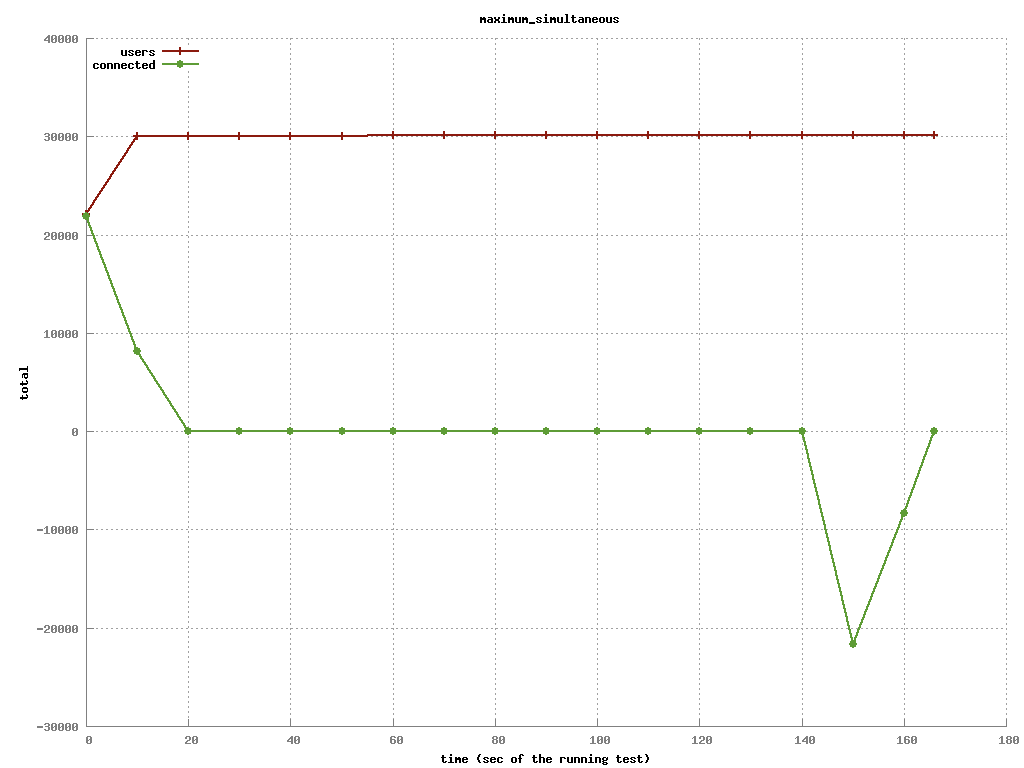 maximum_simultaneous
users
connected
40000
30000
20000
10000
0
-10000
-20000
-30000
total
0 20 40 60 80 100 120 140 160 180
time (sec of the running test)